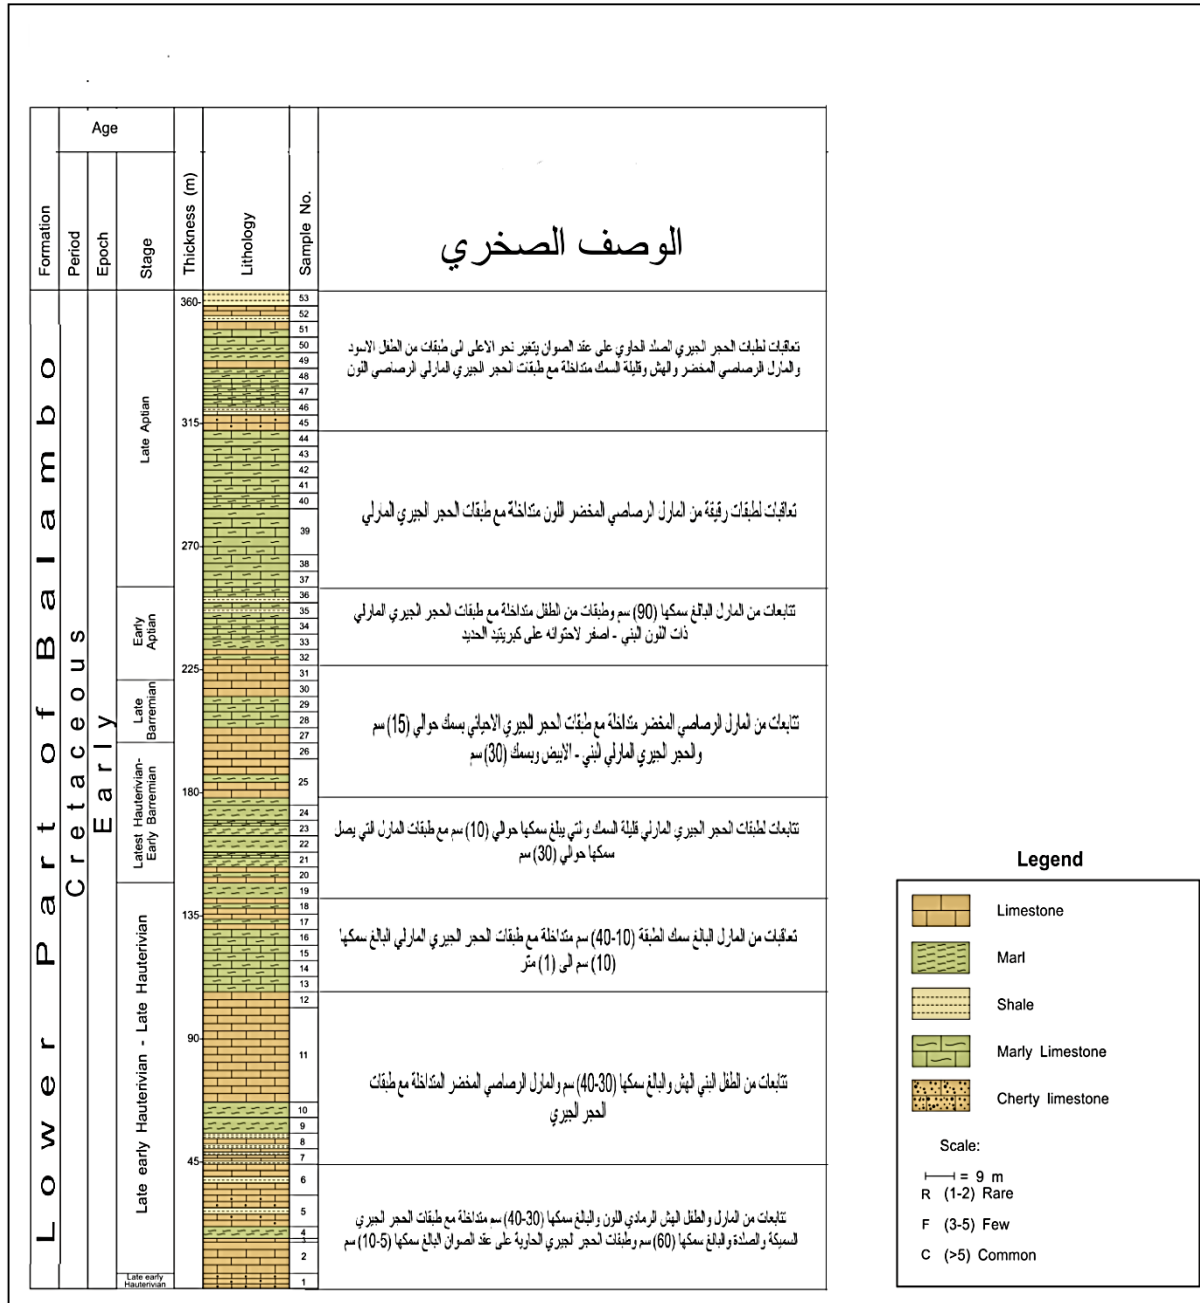 Age
Formation
Period
Epoch
Stage
Thickness (m)
Lithology
Sample No.
الوصف الصخري
Lower Part of Balambo
Cretaceous
Early
Late Aptian
Early
Aptian
Late
Barremian
Latest Hauterivian-
Early Barremian
Late early Hauterivian - Late Hauterivian
Late early
Hauterivian
360
315
270
225
180
135
90
45
53
52
51
50
49
48
47
46
45
44
43
42
41
40
39
38
37
36
35
34
33
32
31
30
29
28
27
26
25
24
23
22
21
20
19
18
17
16
15
14
13
12
11
10
9
8
7
6
5
4
3
2
1
تعاقبات لطبات الحجر الجيري الصلد الحاوي على عقد الصوان يتغير نحو الاعلى الى طبقات من الطفل الاسود
والمارل الرصاصي المخضر والهش وقليلة السمك متداخلة مع طبقات الحجر الجيري المارلي الرصاصي اللون
تعاقبات لطبقات رقيقة من المارل الرصاصي المخضر اللون متداخلة مع طبقات الحجر الجيري المارلي
تتابعات من المارل البالغ سمكها (90) سم وطبقات من الطفل متداخلة مع طبقات الحجر الجيري المارلي
ذات اللون البني - اصفر لاحتوائه على كبريتيد الحديد
تتابعات من المارل الرصاصي المخضر متداخلة مع طبقات الحجر الجيري الاحيائي بسمك حوالي (15) سم
والحجر الجيري المارلي البني - الابيض وبسمك (30) سم
تتابعات لطبقات الحجر الجيري المارلي قليلة السمك والتي يبلغ سمكها حوالي (10) سم مع طبقات المارل التي يصل
سمكها حوالي (30) سم
تعاقبات من المارل البالغ سمك الطبقة (10-40) سم متداخلة مع طبقات الحجر الجيري المارلي البالغ سمكها
(10) سم الى (1) متر
تتابعات من الطفل البني الهش والبالغ سمكها (30-40) سم والمارل الرصاصي المخضر المتداخلة مع طبقات
الحجر الجيري
تتابعات من المارل والطفل الهش الرمادي اللون والبالغ سمكها (30-40) سم متداخلة مع طبقات الحجر الجيري
السميكة والصلدة والبالغ سمكها (60) سم وطبقات الحجر الجيري الحاوية على عقد الصوان البالغ سمكها (5-10) سم
Legend
Limestone
Marl
Shale
Marly Limestone
Cherty limestone
Scale:
= 9 m
R (1-2) Rare
F (3-5) Few
C (>5) Common